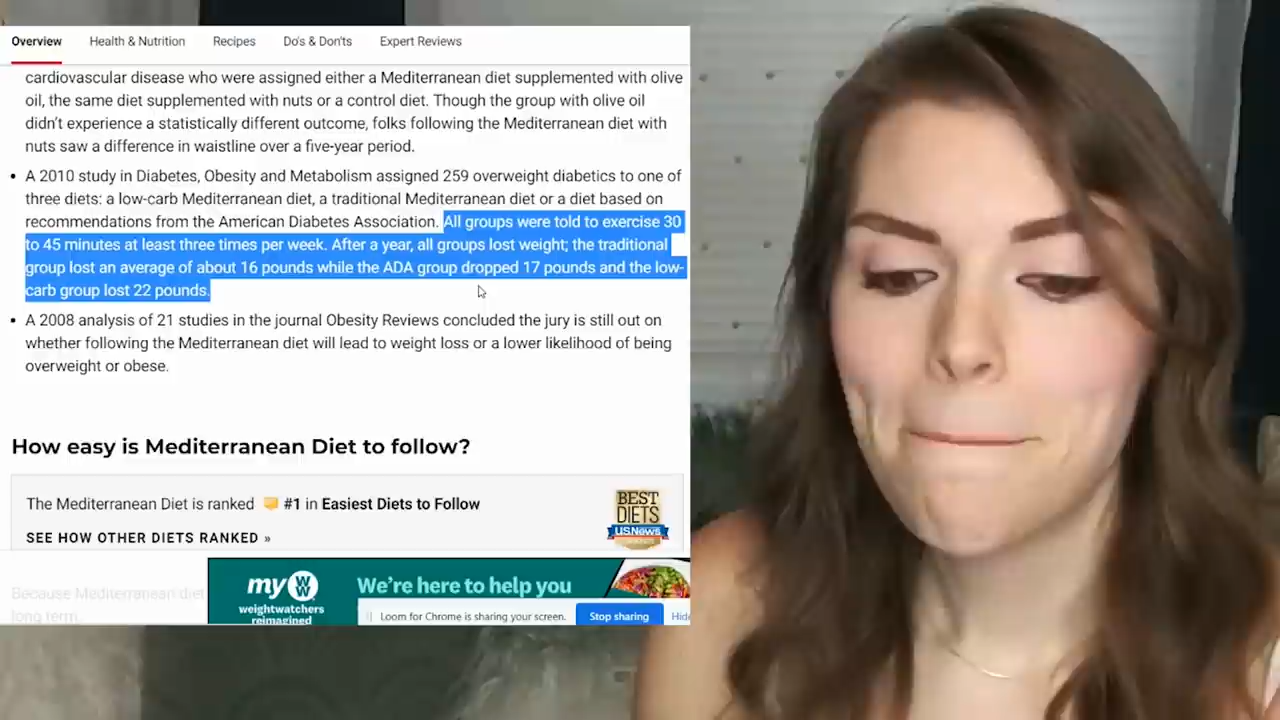 Overview Health & Nutrition Recipes Do's & Don'ts Expert Reviews
cardiovascular disease who were assigned either a Mediterranean diet supplemented with olive
oil, the same diet supplemented with nuts or a control diet. Though the group with olive oil
didn't experience a statistically different outcome, folks following the Mediterranean diet with
nuts saw a difference in waistline over a five-year period.
• A 2010 study in Diabetes, Obesity and Metabolism assigned 259 overweight diabetics to one of
three diets: a low-carb Mediterranean diet, a traditional Mediterranean diet or a diet based on
recommendations from the American Diabetes Association. All groups were told to exercise 30
to 45 minutes at least three times per week. After a year, all groups lost weight; the traditional
group lost an average of about 16 pounds while the ADA group dropped 17 pounds and the low-
carb group lost 22 pounds.
• A 2008 analysis of 21 studies in the journal Obesity Reviews concluded the jury is still out on
whether following the Mediterranean diet will lead to weight loss or a lower likelihood of being
overweight or obese.
How easy is Mediterranean Diet to follow?
The Mediterranean Diet is ranked #1 in Easiest Diets to Follow
BEST
DIETS
U.S.News
SEE HOW OTHER DIETS RANKED »
Because Mediterranean diet
long term.
my WW
weightwatchers
reimagined
We're here to help you
Loom for Chrome is sharing your screen. Stop sharing Hide